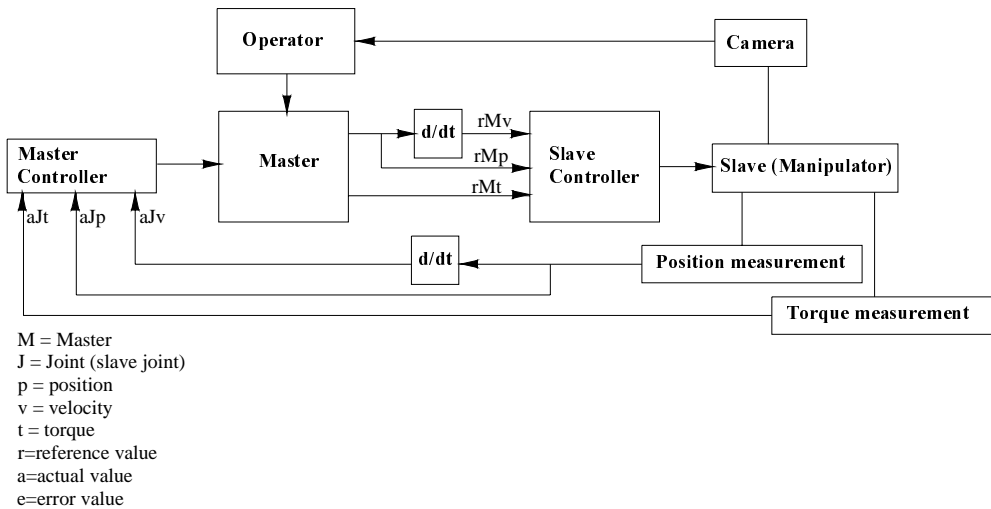 Operator
Camera
d/dt
rMv
Master
Controller
Master
rMp
Slave
Controller
Slave (Manipulator)
rMt
aJt
aJp
aJv
d/dt
Position measurement
Torque measurement
M = Master
J = Joint (slave joint)
p = position
v = velocity
t = torque
r=reference value
a=actual value
e=error value